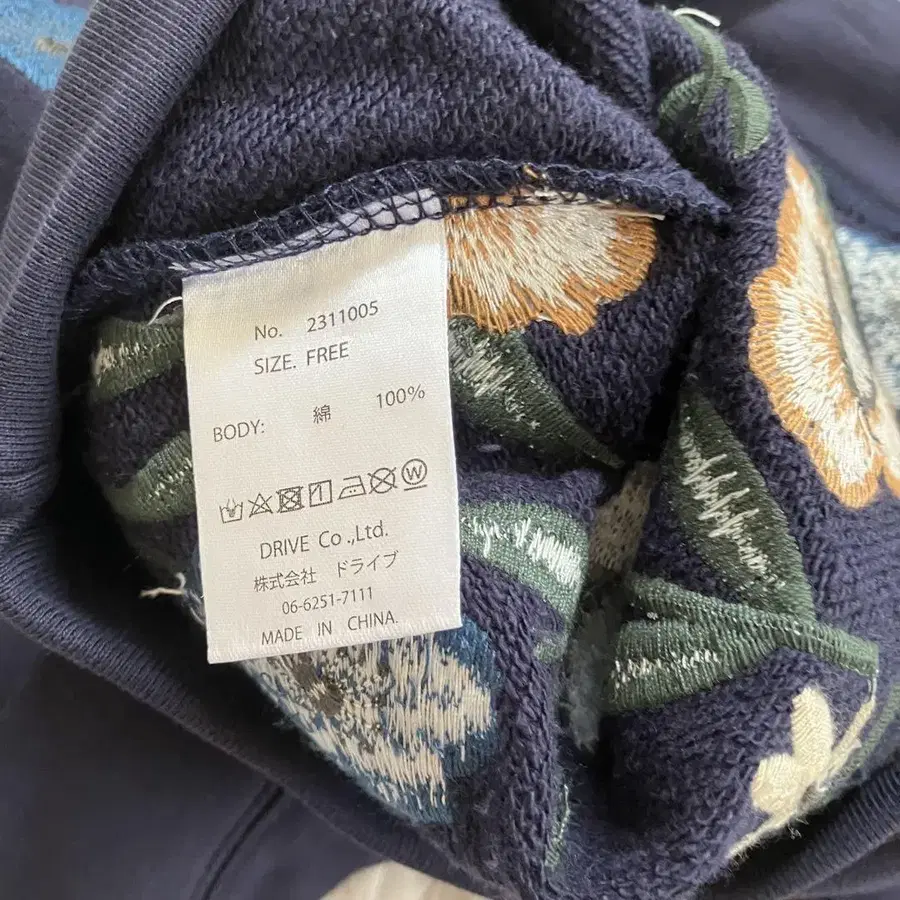 No. 2311005
SIZE. FREE
BODY: 綿 100%
W
DRIVE Co.,Ltd.
株式会社 ドライブ
06-6251-7111
MADE IN CHINA.